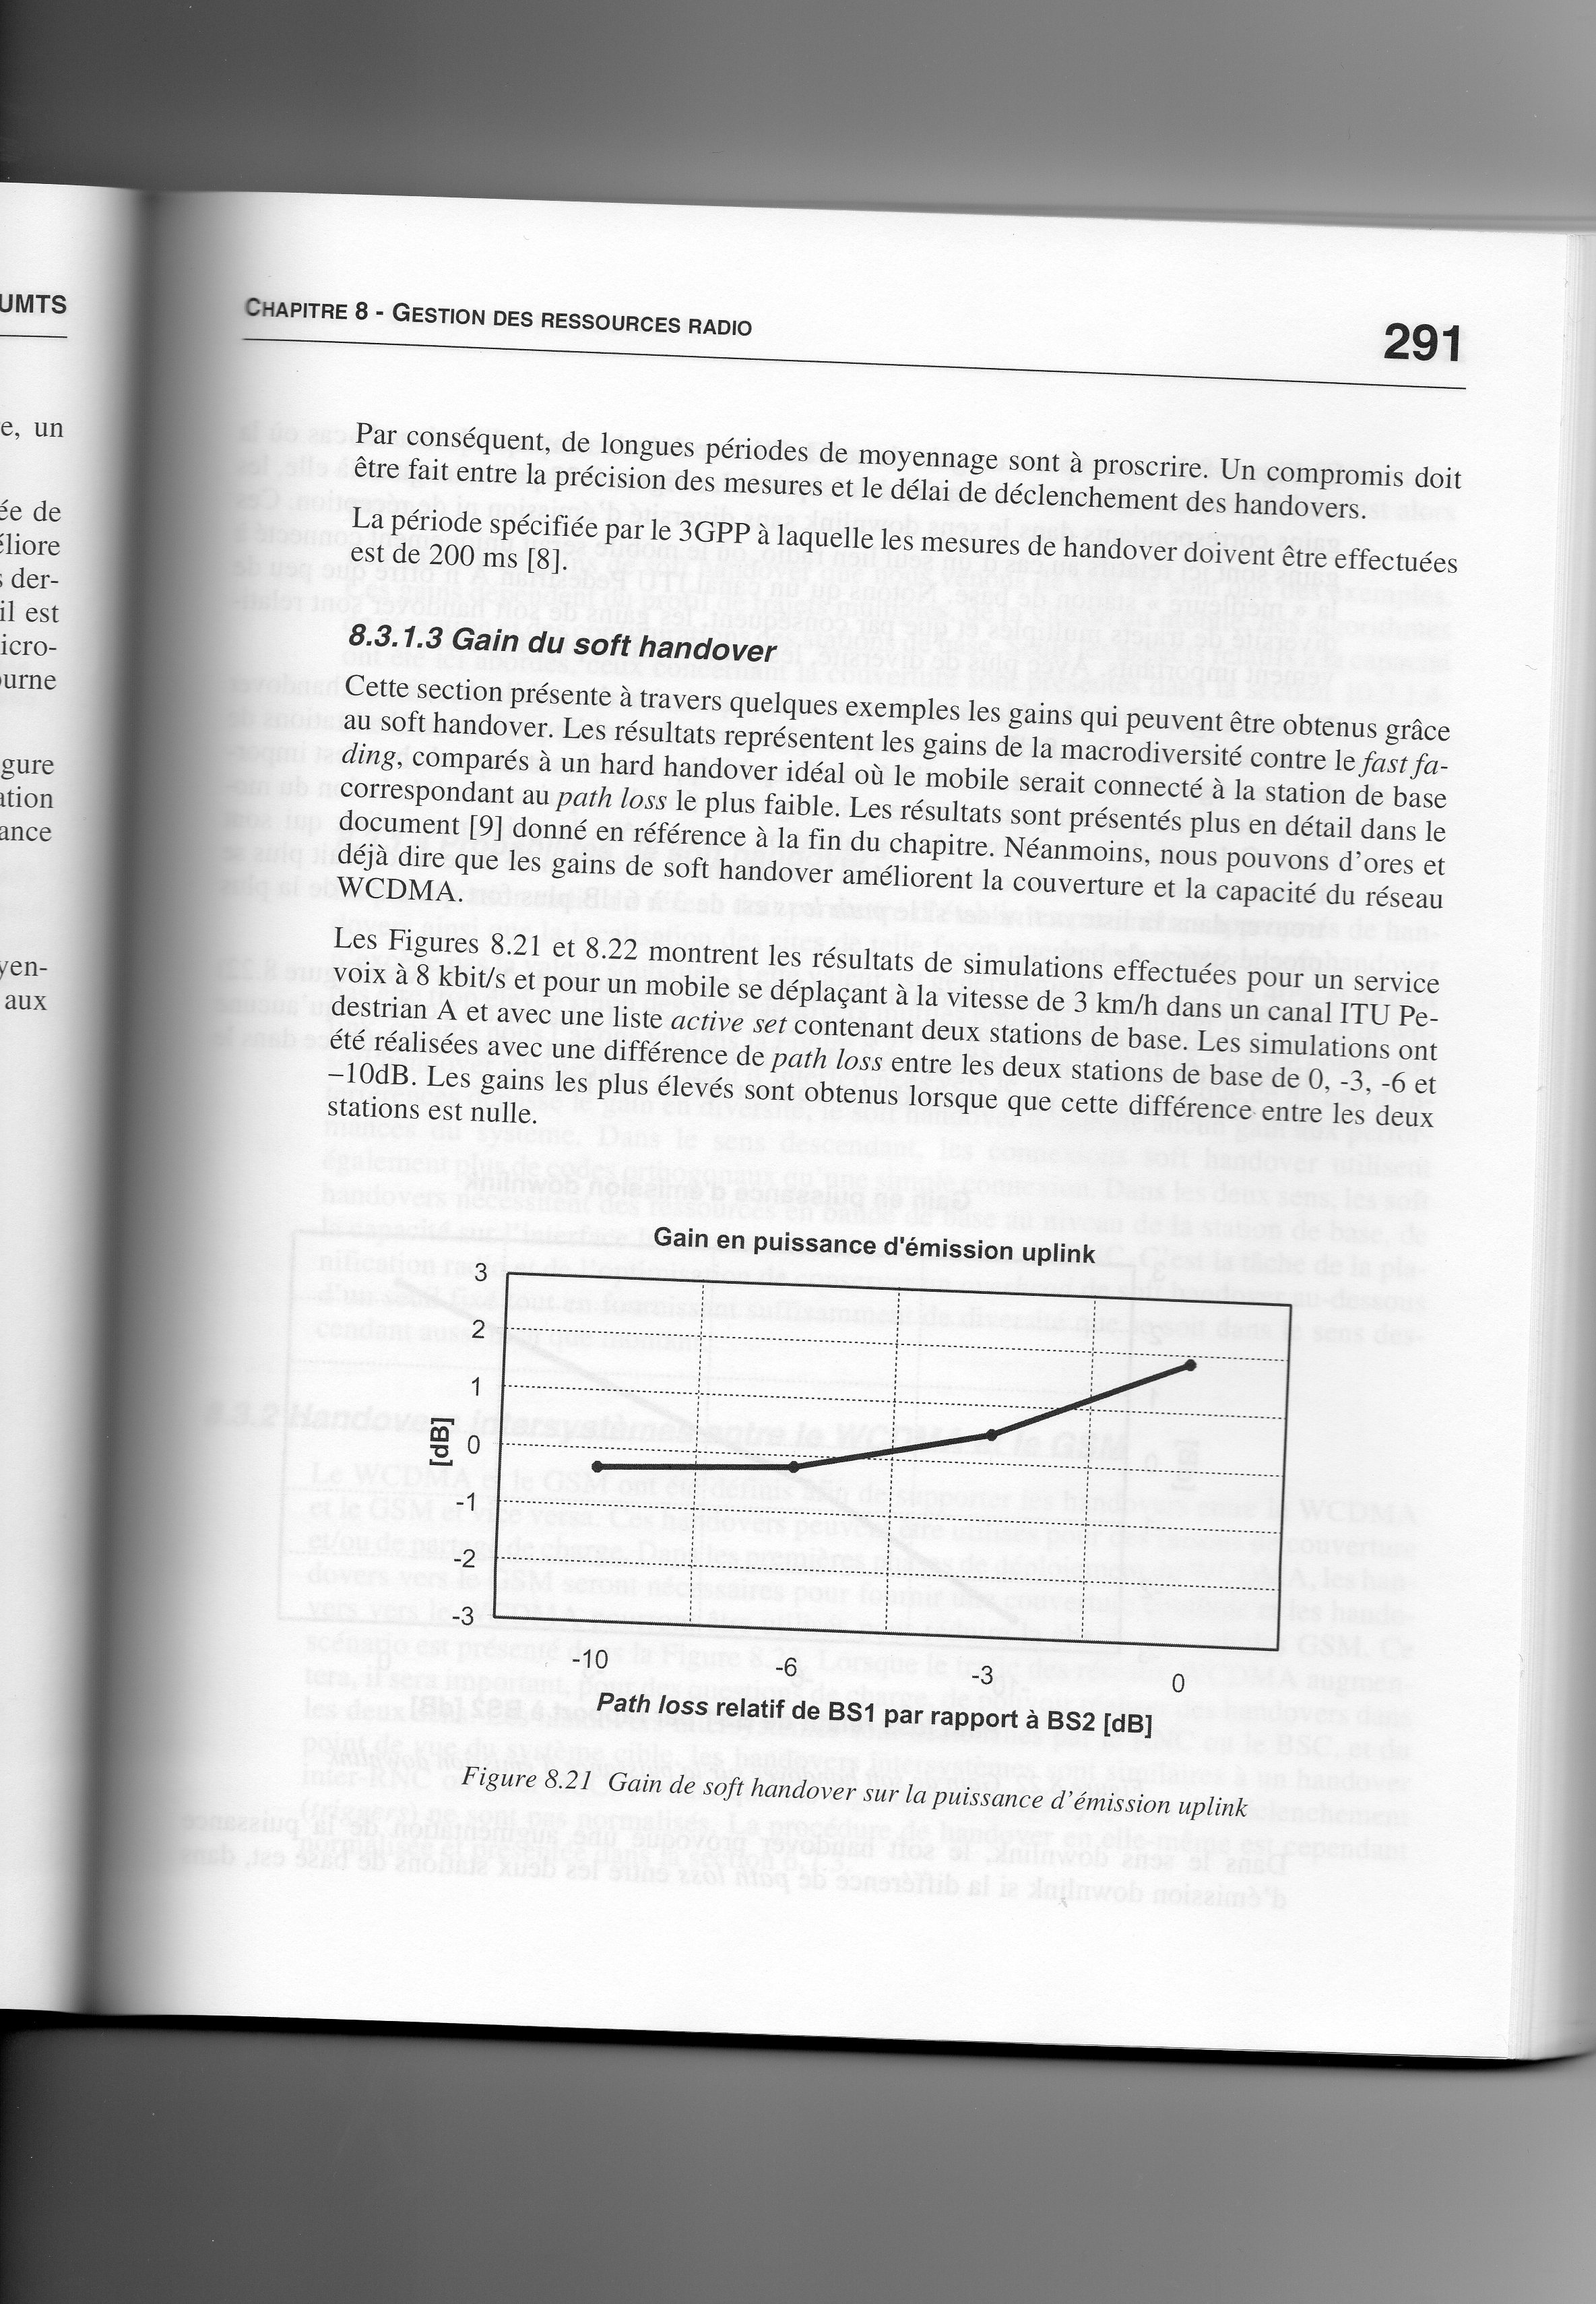 UMTS
e, un
ée de
éliore
s der-
il est
icro-
ourne
gure
ation
ance
yen-
aux
CHAPITRE 8 - GESTION DES RESSOURCES RADIO
291
Par conséquent, de longues périodes de moyennage sont à proscrire. Un compromis doit
être fait entre la précision des mesures et le délai de déclenchement des handovers.
La période spécifiée par le 3GPP à laquelle les mesures de handover doivent être effectuées
est de 200 ms [8].
8.3.1.3 Gain du soft handover
Cette section présente à travers quelques exemples les gains qui peuvent être obtenus grâce
au soft handover. Les résultats représentent les gains de la macrodiversité contre le fast fa-
ding, comparés à un hard handover idéal où le mobile serait connecté à la station de base
correspondant au path loss le plus faible. Les résultats sont présentés plus en détail dans le
document [9] donné en référence à la fin du chapitre. Néanmoins, nous pouvons d'ores et
déjà dire que les gains de soft handover améliorent la couverture et la capacité du réseau
WCDMA.
Les Figures 8.21 et 8.22 montrent les résultats de simulations effectuées pour un service
voix à 8 kbit/s et pour un mobile se déplaçant à la vitesse de 3 km/h dans un canal ITU Pe-
destrian A et avec une liste active set contenant deux stations de base. Les simulations ont
été réalisées avec une différence de path loss entre les deux stations de base de 0, -3, -6 et
–10dB. Les gains les plus élevés sont obtenus lorsque que cette différence entre les deux
stations est nulle.
Gain en puissance d'émission uplink
3
2
1
0
-1
-2
-3
[dB]
-10 -6 -3 0
Path loss relatif de BS1 par rapport à BS2 [dB]
Figure 8.21 Gain de soft handover sur la puissance d'émission uplink